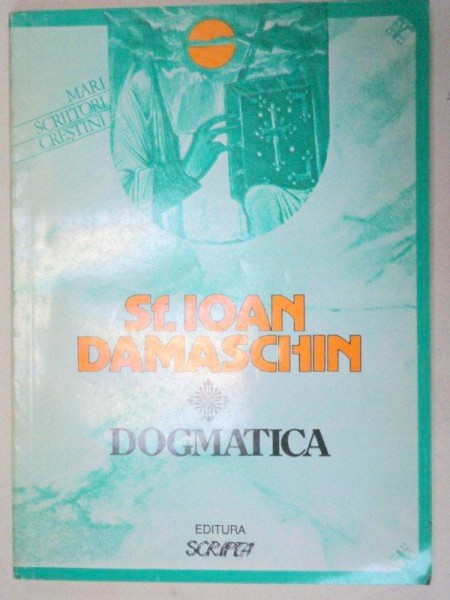 MARI
SCRIITORI
CREȘTINI
Sf. IOAN
DAMASCHIN
DOGMATICA
EDITURA
SCRIPTA